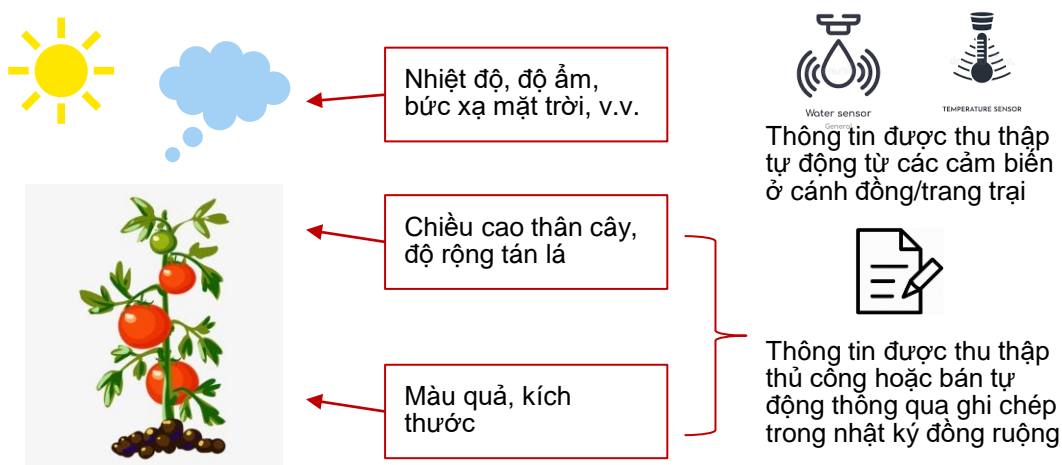 Nhiệt độ, độ ẩm,
bức xạ mặt trời, v.v.
Water sensor
General
TEMPERATURE SENSOR
Thông tin được thu thập
tự động từ các cảm biến
ở cánh đồng/trang trại
Chiều cao thân cây,
độ rộng tán lá
Màu quả, kích
thước
Thông tin được thu thập
thủ công hoặc bán tự
động thông qua ghi chép
trong nhật ký đồng ruộng